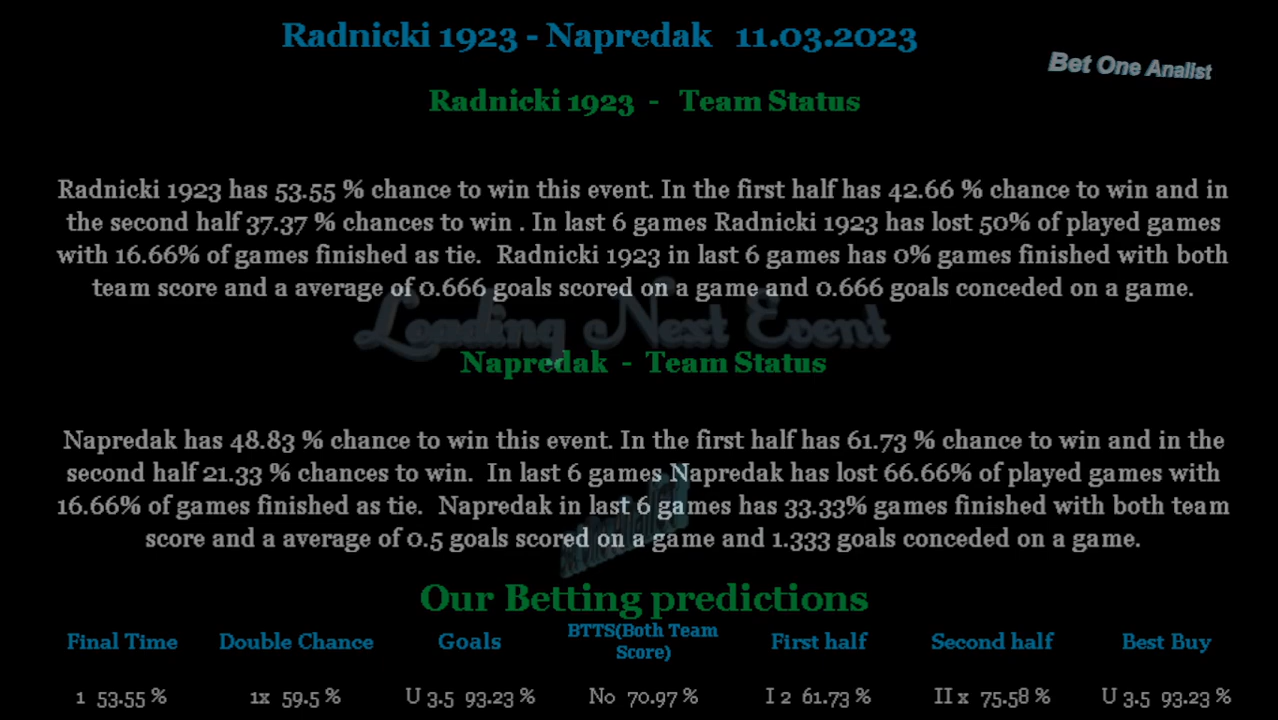 Radnicki 1923 - Napredak 11.03.2023
Bet One Analist
Radnicki 1923 - Team Status
Radnicki 1923 has 53.55 % chance to win this event. In the first half has 42.66 % chance to win and in
the second half 37.37 % chances to win . In last 6 games Radnicki 1923 has lost 50% of played games
with 16.66% of games finished as tie. Radnicki 1923 in last 6 games has 0% games finished with both
team score and a average of 0.666 goals scored on a game and 0.666 goals conceded on a game.
Loading Next Event
Napredak - Team Status
Napredak has 48.83 % chance to win this event. In the first half has 61.73 % chance to win and in the
second half 21.33 % chances to win. In last 6 games Napredak has lost 66.66% of played games with
16.66% of games finished as tie. Napredak in last 6 games has 33.33% games finished with both team
score and a average of 0.5 goals scored on a game and 1.333 goals conceded on a game.
Our Betting predictions
Final Time Double Chance Goals BTTS(Both Team Score) First half Second half Best Buy
1 53.55 % 1x 59.5 % U 3.5 93.23 % No 70.97 % I 2 61.73 % II x 75.58 % U 3.5 93.23 %